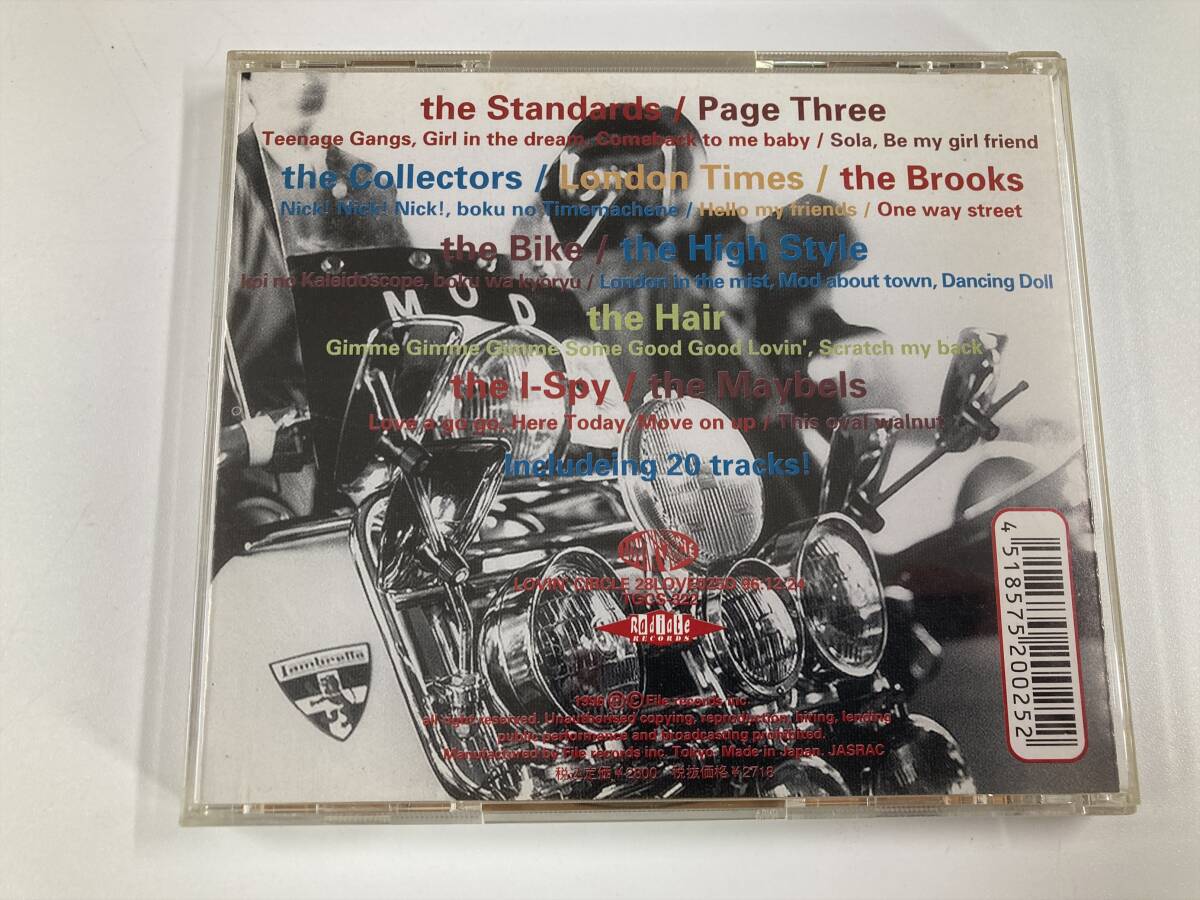 the Standards / Page Three
Teenage Gangs, Girl in the dream, Comeback to me baby / Sola, Be my girl friend
the Collectors / London Times / the Brooks
Nick! Nick! Nick!, boku no Timemachene / Hello my friends / One way street
the Bike / the High Style
koi no Kaleidoscope, boku wa kyoryu / London in the mist, Mod about town, Dancing Doll
MOD
the Hair
Gimme Gimme Gimme Some Good Good Lovin', Scratch my back
the I-Spy / the Maybels
Love a go go, Here Today, Move on up / This oval walnut
Includeing 20 tracks!
LOVIN' CIRCLE 28LOVE025D 96.12.24
TGCS-322
Radiate
RECORDS
Lambretta
1996 Ⓟ Ⓒ File records inc.
all right reserved. Unauthorised copying, reproduction, hiring, lending
public performance and broadcasting prohibited.
Manufactured by File records inc. Tokyo. Made in Japan. JASRAC
税込定価¥2800 税抜価格¥2718
4518575200252